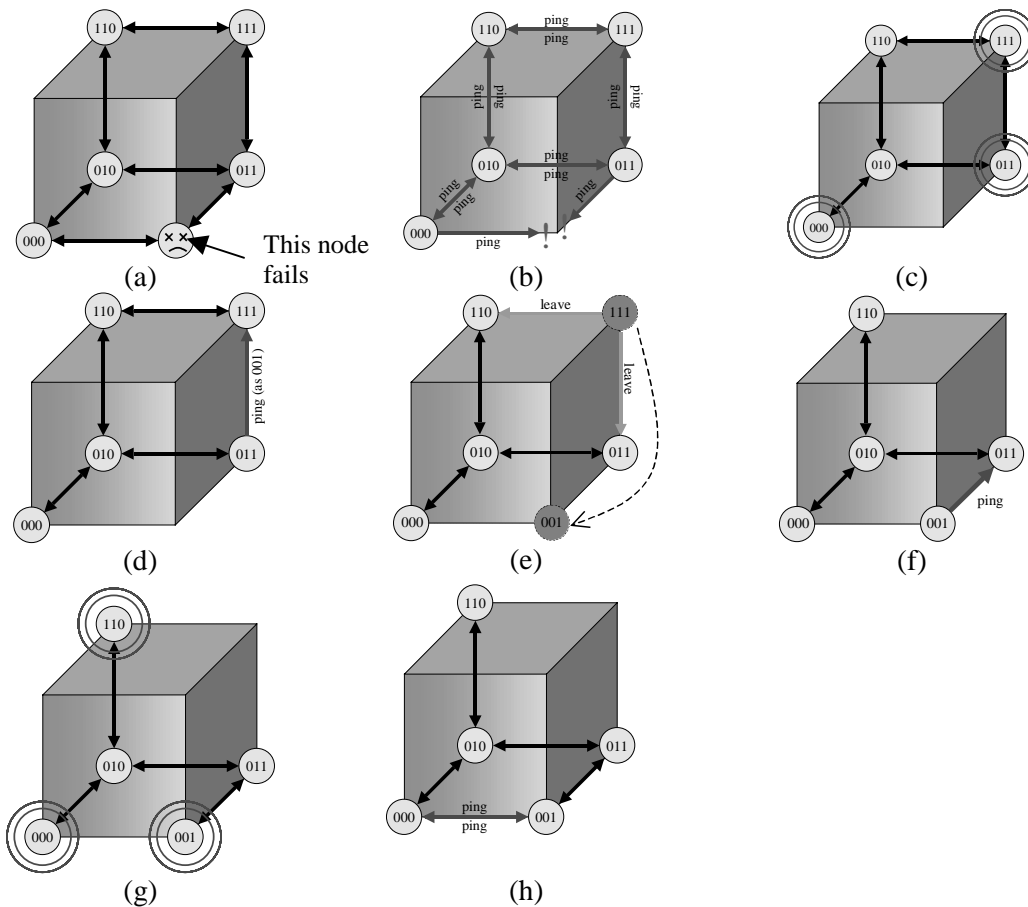 110
111
010
011
000
This node
fails
(a)
ping
110
111
ping
ping
ping
ping
ping
ping
010
011
ping
ping
ping
ping
000
ping
! !
(b)
111
110
010
011
000
(c)
110
111
ping (as 001)
010
011
000
(d)
leave
110
111
leave
010
011
000
001
(e)
110
010
011
ping
000
001
(f)
110
010
011
000
001
(g)
110
010
011
ping
000
001
ping
(h)